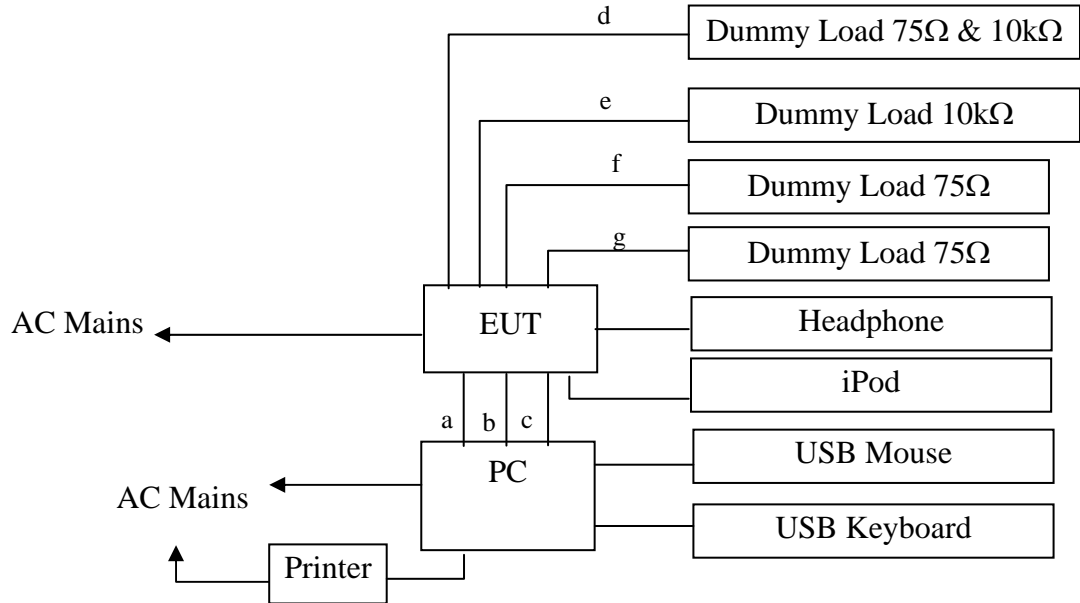 d
Dummy Load 75Ω & 10kΩ
e
Dummy Load 10kΩ
f
Dummy Load 75Ω
g
Dummy Load 75Ω
AC Mains
EUT
Headphone
iPod
a
b
c
PC
USB Mouse
AC Mains
USB Keyboard
Printer